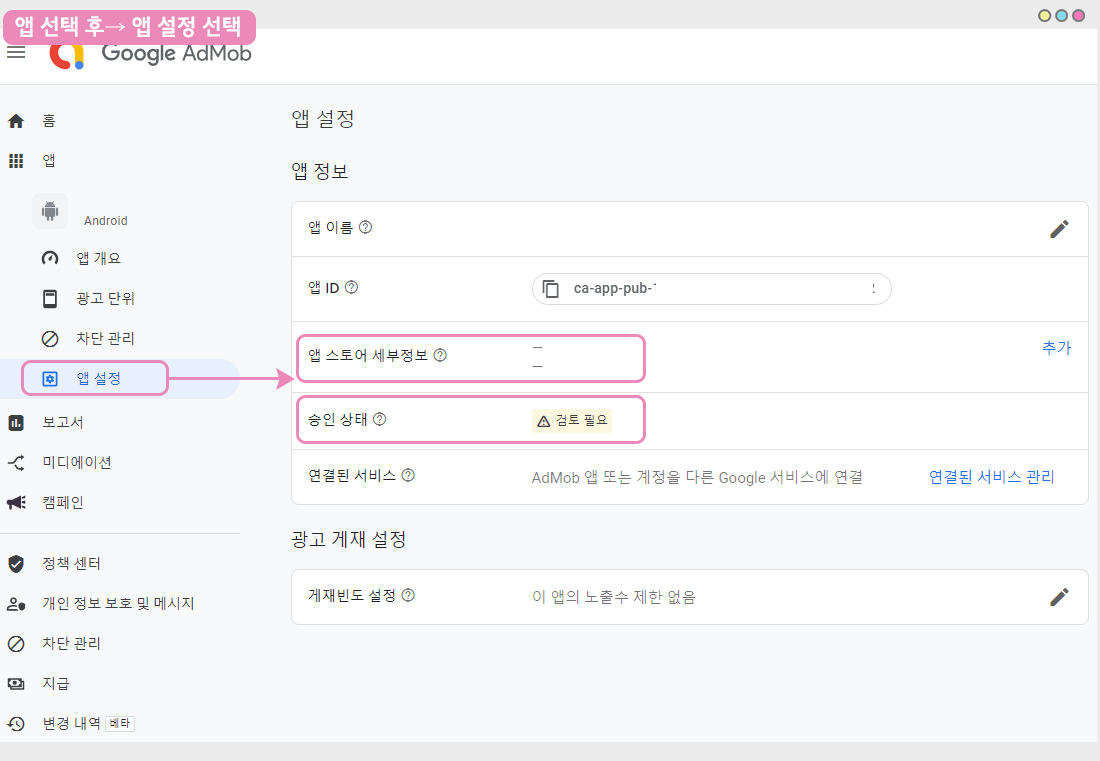 앱 선택 후→ 앱 설정 선택
Google AdMob
홈
앱
Android
앱 개요
광고 단위
차단 관리
앱 설정
보고서
미디에이션
캠페인
정책 센터
개인 정보 보호 및 메시지
차단 관리
지급
변경 내역 베타
앱 설정
앱 정보
앱 이름
앱 ID ca-app-pub-
앱 스토어 세부정보 — 추가
—
승인 상태 검토 필요
연결된 서비스 AdMob 앱 또는 계정을 다른 Google 서비스에 연결 연결된 서비스 관리
광고 게재 설정
게재빈도 설정 이 앱의 노출수 제한 없음